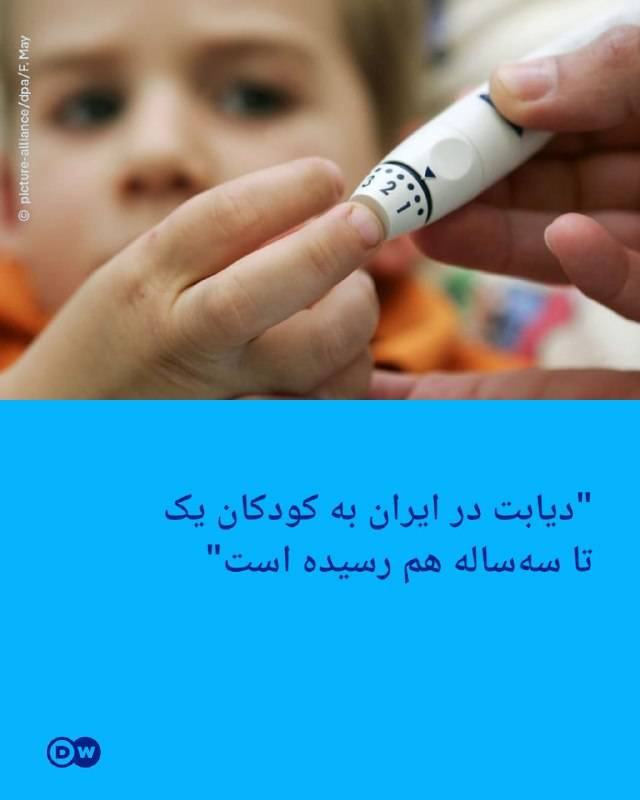 © picture-alliance/dpa/F. May
3 2 1
"دیابت در ایران به کودکان یک
تا سه‌ساله هم رسیده است"
DW